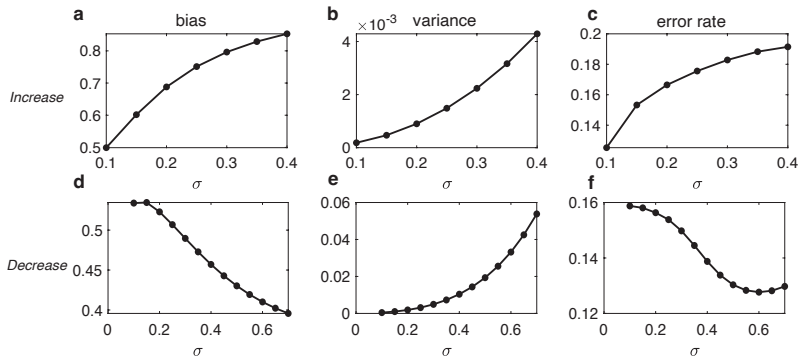 a bias
b variance
c error rate
×10⁻³
Increase
0.8
0.7
0.6
0.5
0.1 0.2 0.3 0.4
σ
4
2
0
0.1 0.2 0.3 0.4
σ
0.2
0.18
0.16
0.14
0.1 0.2 0.3 0.4
σ
d
e
f
Decrease
0.5
0.45
0.4
0 0.2 0.4 0.6
σ
0.06
0.04
0.02
0
0 0.2 0.4 0.6
σ
0.16
0.14
0.12
0 0.2 0.4 0.6
σ